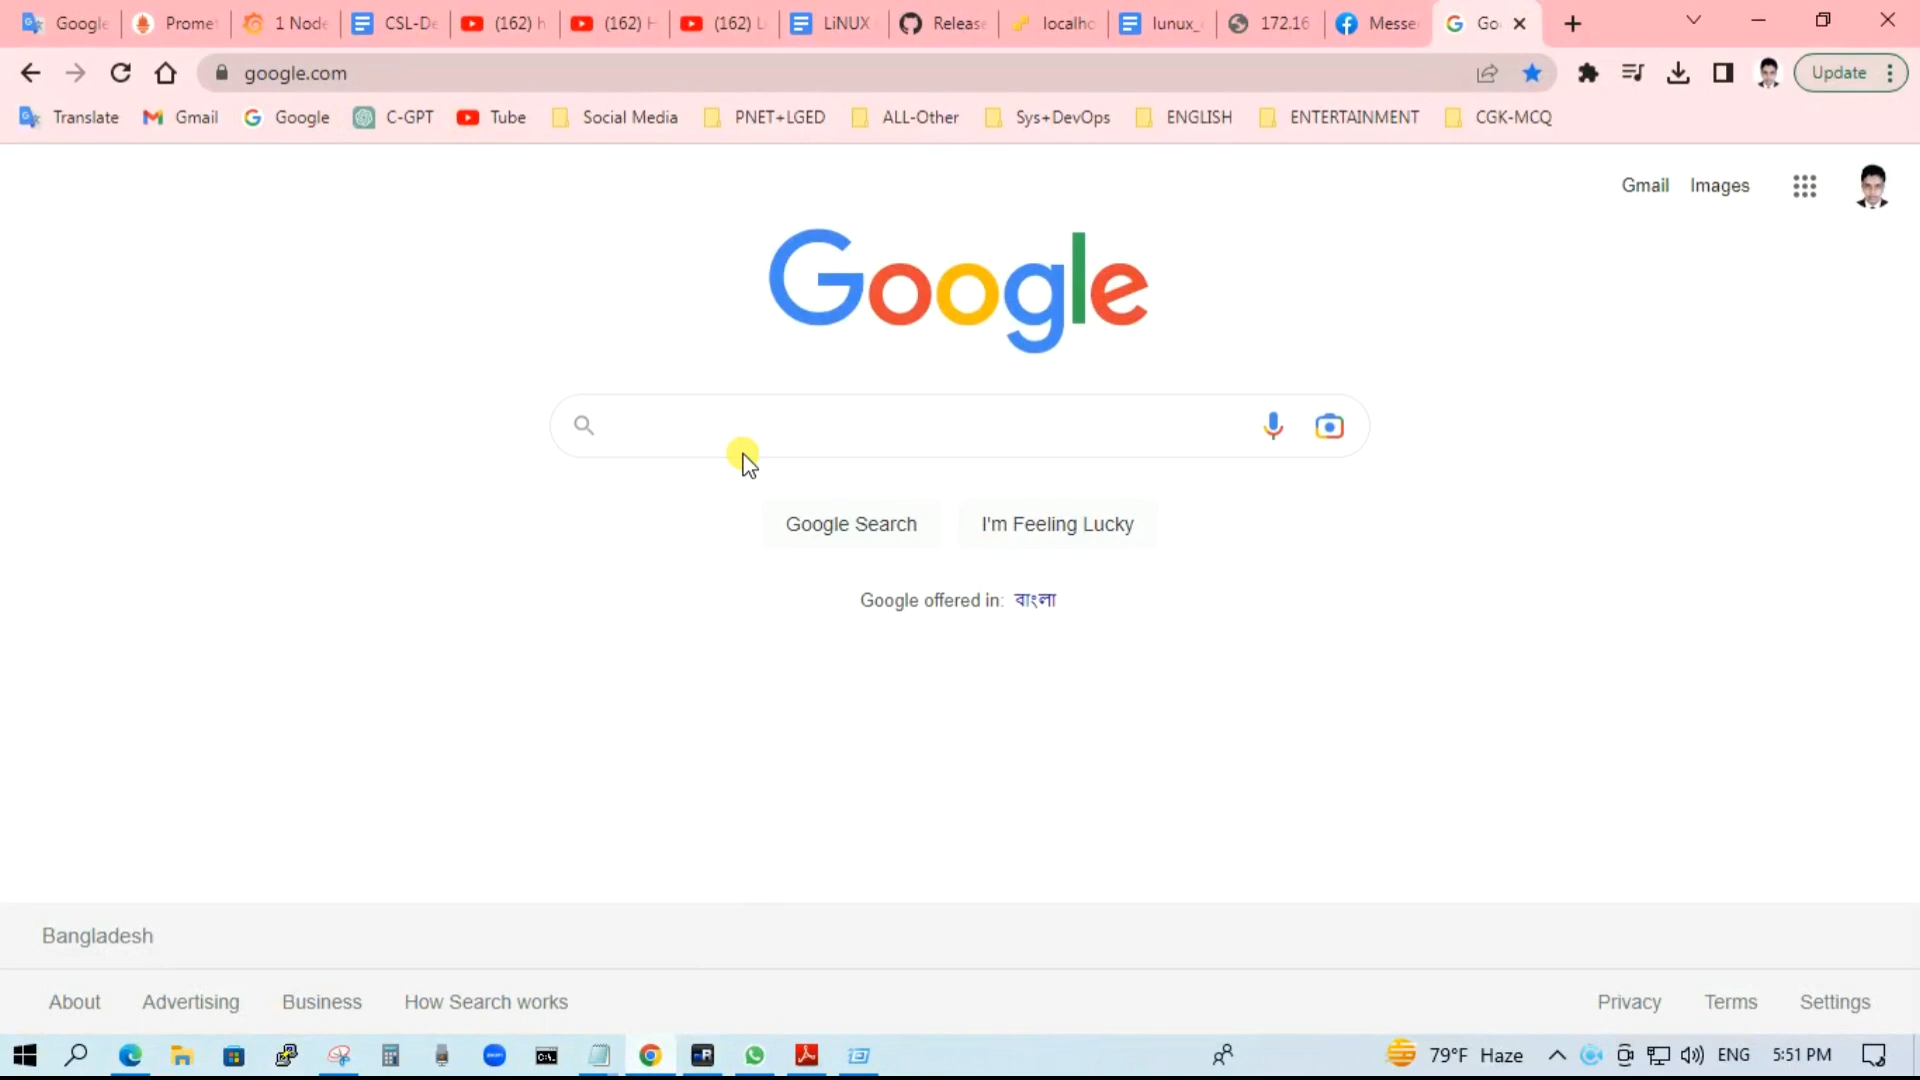 Google Promet 1 Node CSL-De (162) h (162) H (162) L LiNUX Release localho lunux_ 172.16 Messe Go
google.com Update
Translate Gmail Google C-GPT Tube Social Media PNET+LGED ALL-Other Sys+DevOps ENGLISH ENTERTAINMENT CGK-MCQ
Gmail Images
Google
Google Search I'm Feeling Lucky
Google offered in: বাংলা
Bangladesh
About Advertising Business How Search works Privacy Terms Settings
79°F Haze ENG 5:51 PM